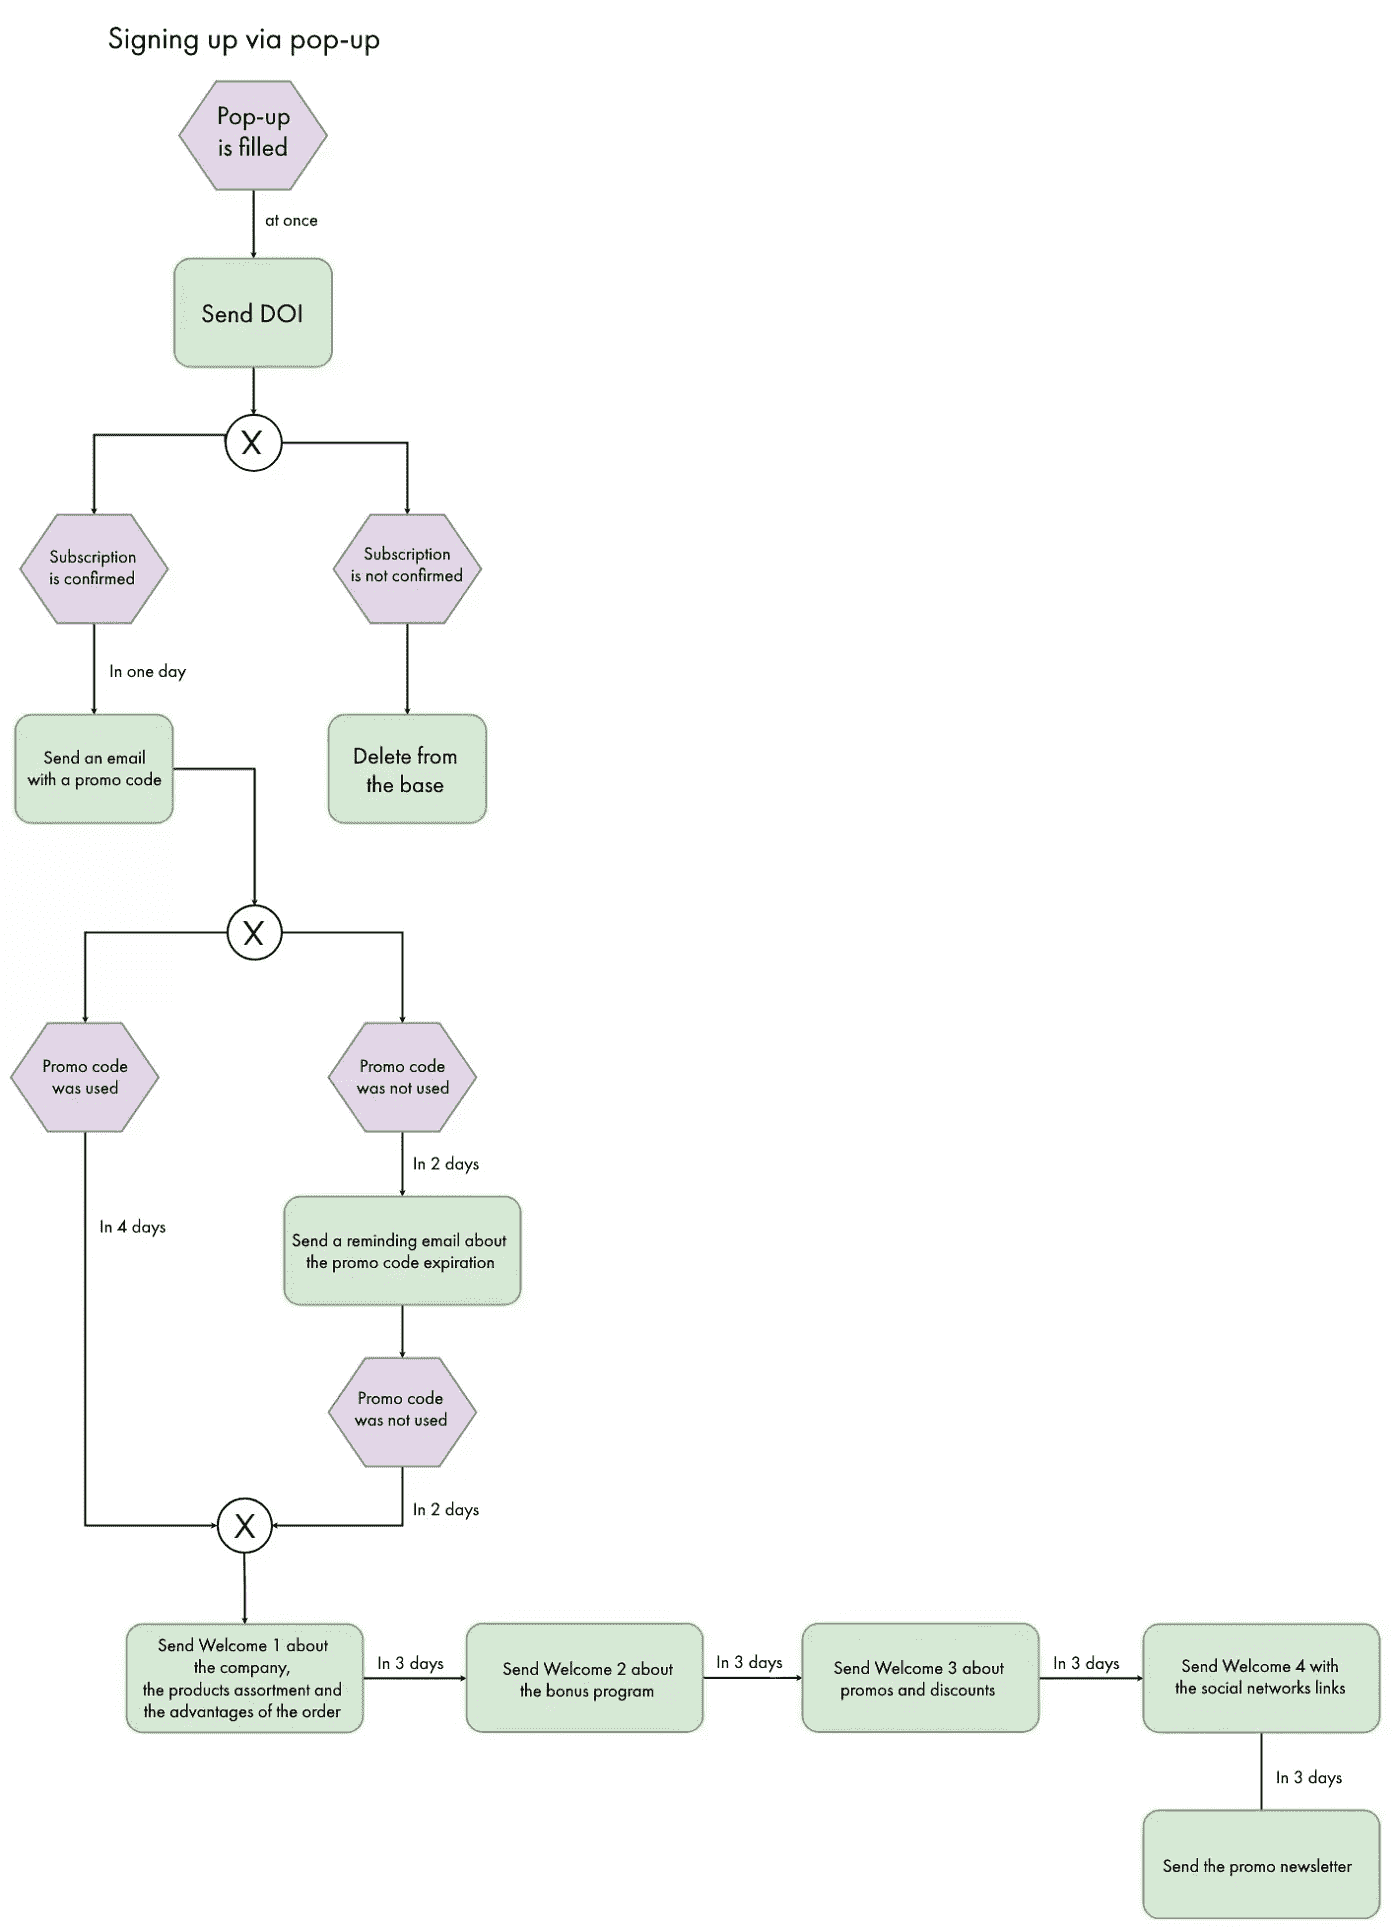 Signing up via pop-up
Pop-up
is filled
at once
Send DOI
X
Subscription
is confirmed
Subscription
is not confirmed
In one day
Send an email
with a promo code
Delete from
the base
X
Promo code
was used
Promo code
was not used
In 2 days
In 4 days
Send a reminding email about
the promo code expiration
Promo code
was not used
In 2 days
X
Send Welcome 1 about
the company,
the products assortment and
the advantages of the order
In 3 days
Send Welcome 2 about
the bonus program
In 3 days
Send Welcome 3 about
promos and discounts
In 3 days
Send Welcome 4 with
the social networks links
In 3 days
Send the promo newsletter